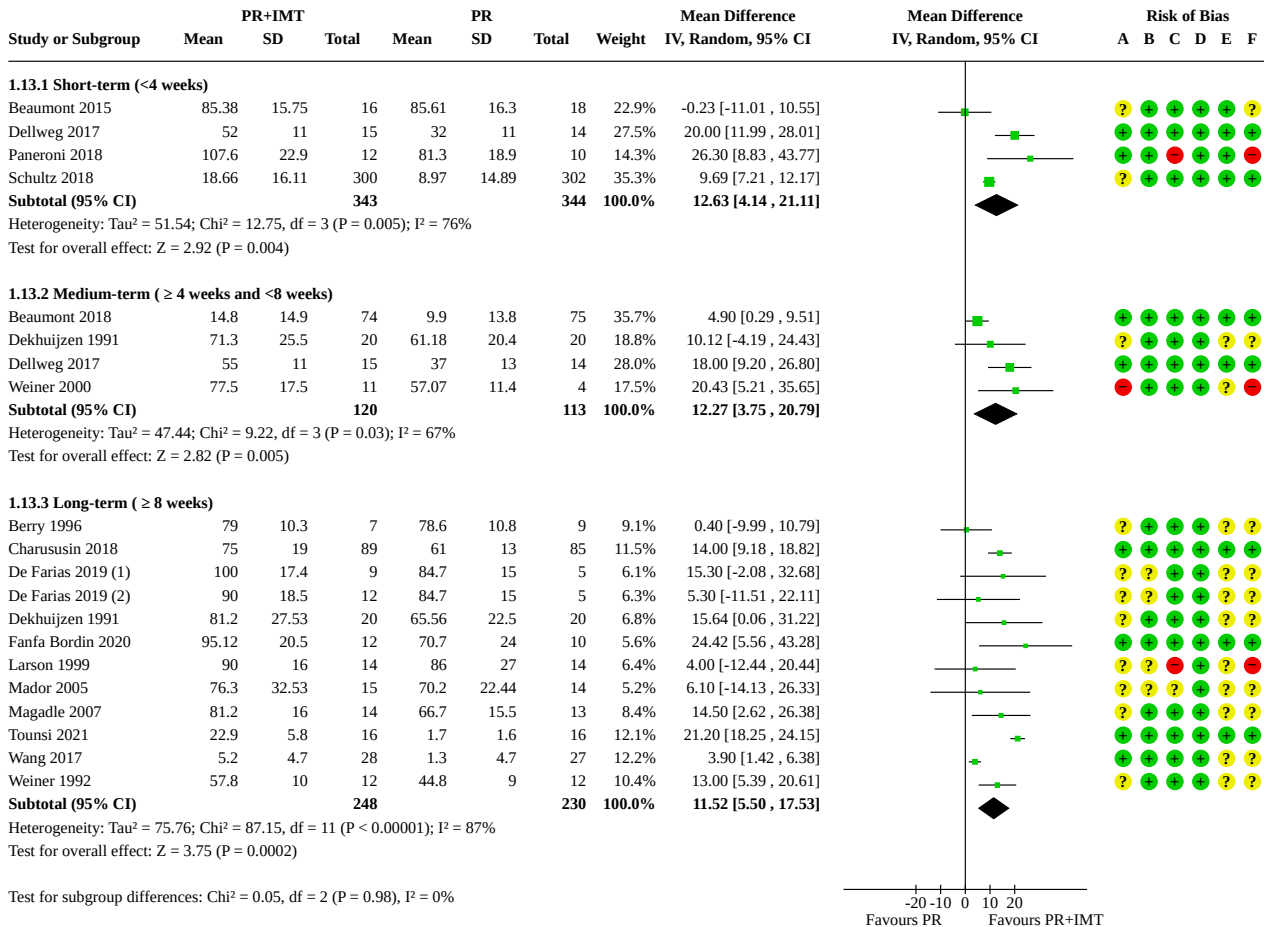 PR+IMT PR Mean Difference Mean Difference Risk of Bias
Study or Subgroup Mean SD Total Mean SD Total Weight IV, Random, 95% CI IV, Random, 95% CI A B C D E F
1.13.1 Short-term (<4 weeks)
Beaumont 2015 85.38 15.75 16 85.61 16.3 18 22.9% -0.23 [-11.01 , 10.55] ? + + + + ?
Dellweg 2017 52 11 15 32 11 14 27.5% 20.00 [11.99 , 28.01] + + + + + +
Paneroni 2018 107.6 22.9 12 81.3 18.9 10 14.3% 26.30 [8.83 , 43.77] + + − + + −
Schultz 2018 18.66 16.11 300 8.97 14.89 302 35.3% 9.69 [7.21 , 12.17] ? + + + + +
Subtotal (95% CI) 343 344 100.0% 12.63 [4.14 , 21.11]
Heterogeneity: Tau² = 51.54; Chi² = 12.75, df = 3 (P = 0.005); I² = 76%
Test for overall effect: Z = 2.92 (P = 0.004)
1.13.2 Medium-term ( ≥ 4 weeks and <8 weeks)
Beaumont 2018 14.8 14.9 74 9.9 13.8 75 35.7% 4.90 [0.29 , 9.51] + + + + + +
Dekhuijzen 1991 71.3 25.5 20 61.18 20.4 20 18.8% 10.12 [-4.19 , 24.43] ? + + + ? ?
Dellweg 2017 55 11 15 37 13 14 28.0% 18.00 [9.20 , 26.80] + + + + + +
Weiner 2000 77.5 17.5 11 57.07 11.4 4 17.5% 20.43 [5.21 , 35.65] − + + + ? −
Subtotal (95% CI) 120 113 100.0% 12.27 [3.75 , 20.79]
Heterogeneity: Tau² = 47.44; Chi² = 9.22, df = 3 (P = 0.03); I² = 67%
Test for overall effect: Z = 2.82 (P = 0.005)
1.13.3 Long-term ( ≥ 8 weeks)
Berry 1996 79 10.3 7 78.6 10.8 9 9.1% 0.40 [-9.99 , 10.79] ? + + + ? ?
Charususin 2018 75 19 89 61 13 85 11.5% 14.00 [9.18 , 18.82] + + + + + +
De Farias 2019 (1) 100 17.4 9 84.7 15 5 6.1% 15.30 [-2.08 , 32.68] ? ? + + ? ?
De Farias 2019 (2) 90 18.5 12 84.7 15 5 6.3% 5.30 [-11.51 , 22.11] ? ? + + ? ?
Dekhuijzen 1991 81.2 27.53 20 65.56 22.5 20 6.8% 15.64 [0.06 , 31.22] ? + + + ? ?
Fanfa Bordin 2020 95.12 20.5 12 70.7 24 10 5.6% 24.42 [5.56 , 43.28] + + + + + +
Larson 1999 90 16 14 86 27 14 6.4% 4.00 [-12.44 , 20.44] ? ? − + ? −
Mador 2005 76.3 32.53 15 70.2 22.44 14 5.2% 6.10 [-14.13 , 26.33] ? ? ? + ? ?
Magadle 2007 81.2 16 14 66.7 15.5 13 8.4% 14.50 [2.62 , 26.38] ? + + + ? ?
Tounsi 2021 22.9 5.8 16 1.7 1.6 16 12.1% 21.20 [18.25 , 24.15] + + + + + +
Wang 2017 5.2 4.7 28 1.3 4.7 27 12.2% 3.90 [1.42 , 6.38] + + + + ? ?
Weiner 1992 57.8 10 12 44.8 9 12 10.4% 13.00 [5.39 , 20.61] ? + + + ? ?
Subtotal (95% CI) 248 230 100.0% 11.52 [5.50 , 17.53]
Heterogeneity: Tau² = 75.76; Chi² = 87.15, df = 11 (P < 0.00001); I² = 87%
Test for overall effect: Z = 3.75 (P = 0.0002)
Test for subgroup differences: Chi² = 0.05, df = 2 (P = 0.98), I² = 0%
-20 -10 0 10 20
Favours PR Favours PR+IMT